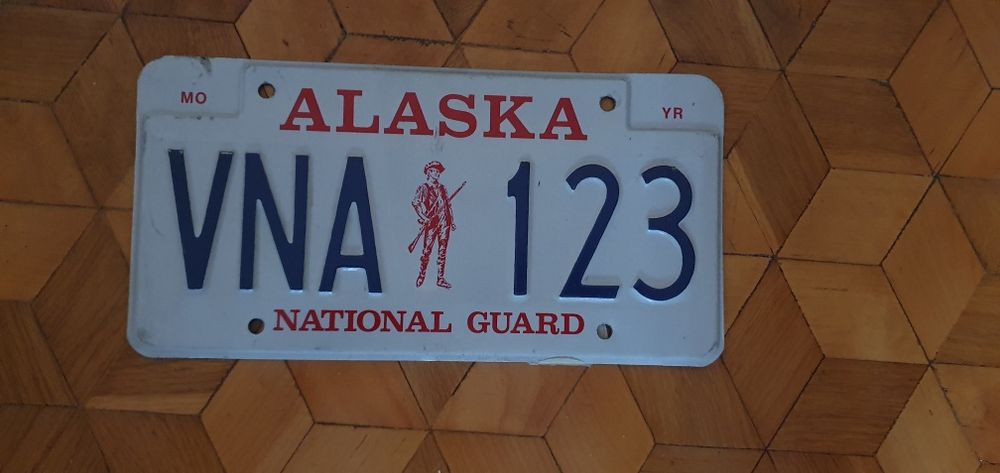 MO
ALASKA
YR
VNA 123
NATIONAL GUARD